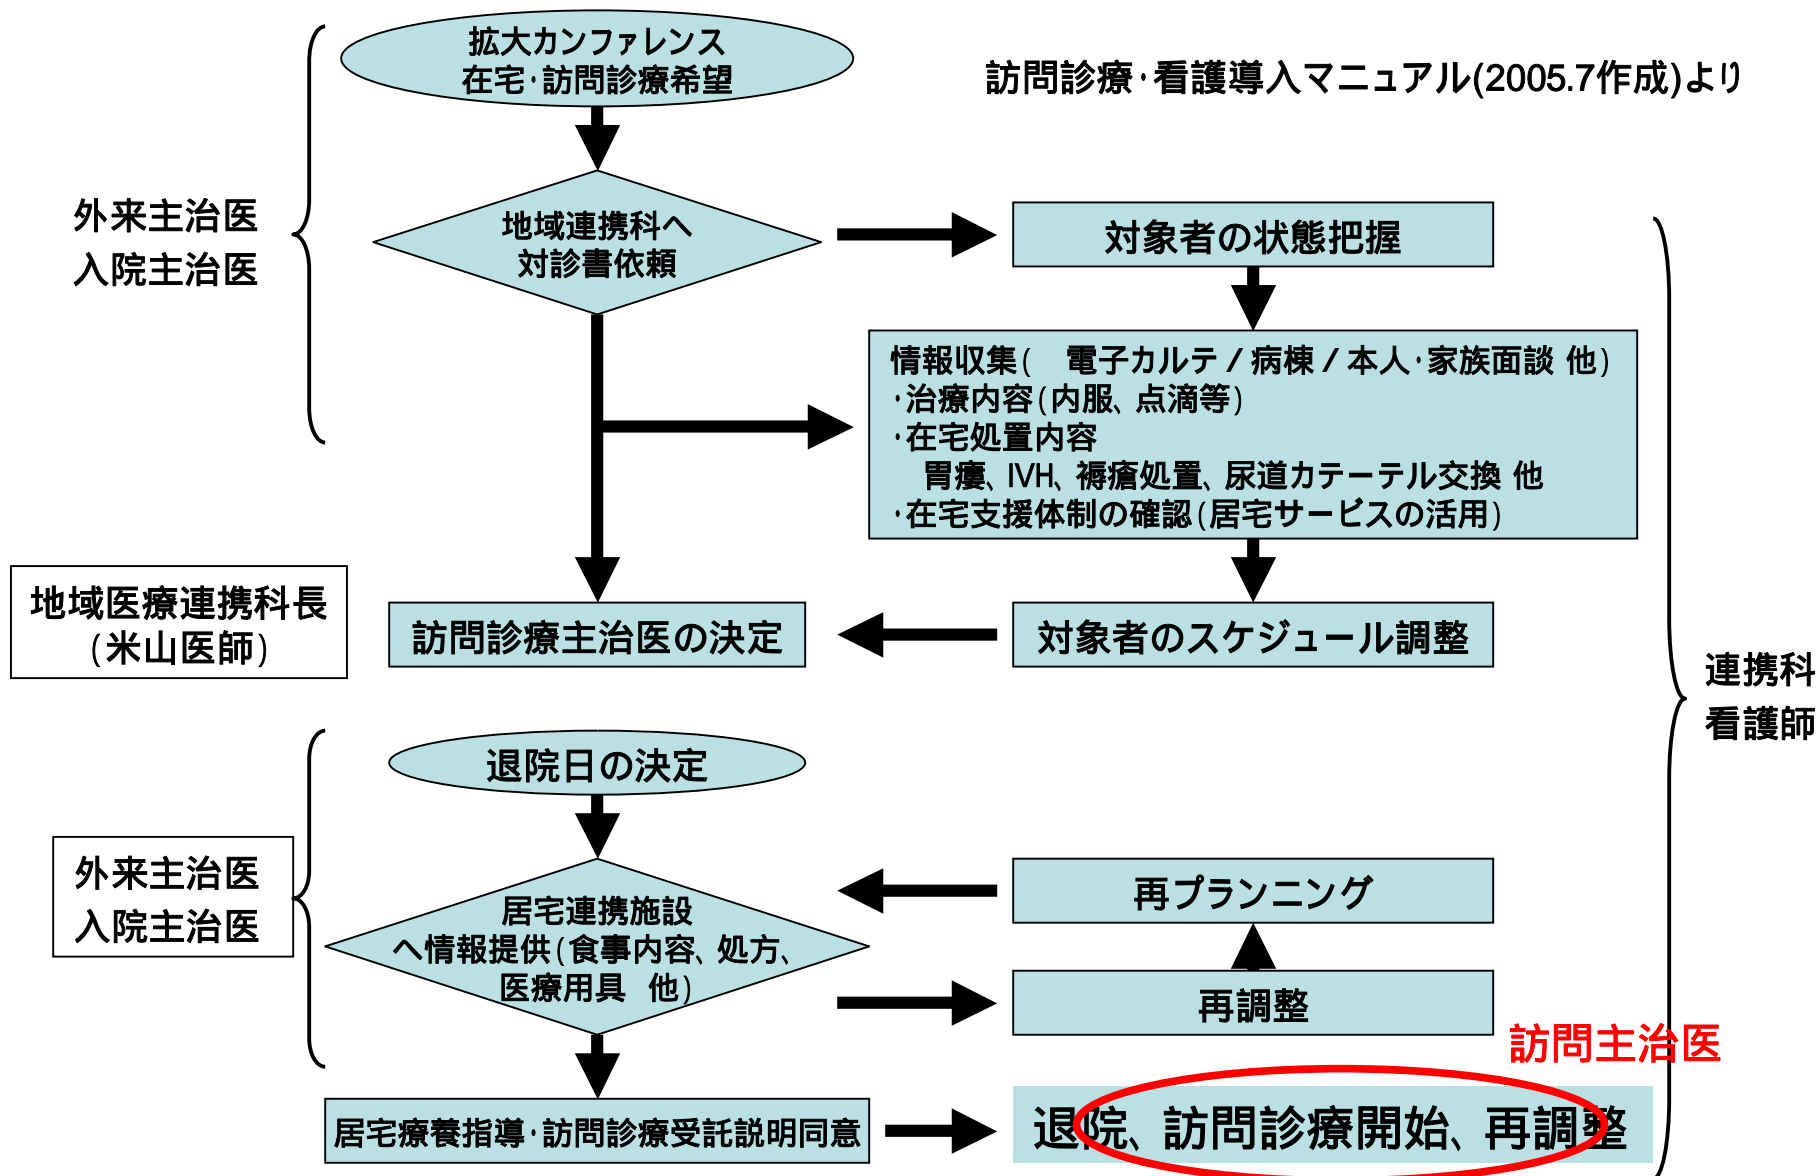 拡大カンファレンス
在宅・訪問診療希望
訪問診療・看護導入マニュアル(2005.7作成)より
外来主治医
入院主治医
地域連携科へ
対診書依頼
対象者の状態把握
情報収集(　電子カルテ / 病棟 / 本人・家族面談 他)
・治療内容(内服、点滴等)
・在宅処置内容
　胃瘻、IVH、褥瘡処置、尿道カテーテル交換 他
・在宅支援体制の確認(居宅サービスの活用)
地域医療連携科長
(米山医師)
訪問診療主治医の決定
対象者のスケジュール調整
連携科
看護師
退院日の決定
外来主治医
入院主治医
居宅連携施設
へ情報提供(食事内容、処方、
医療用具　他)
再プランニング
再調整
訪問主治医
居宅療養指導・訪問診療受託説明同意
退院、訪問診療開始、再調整